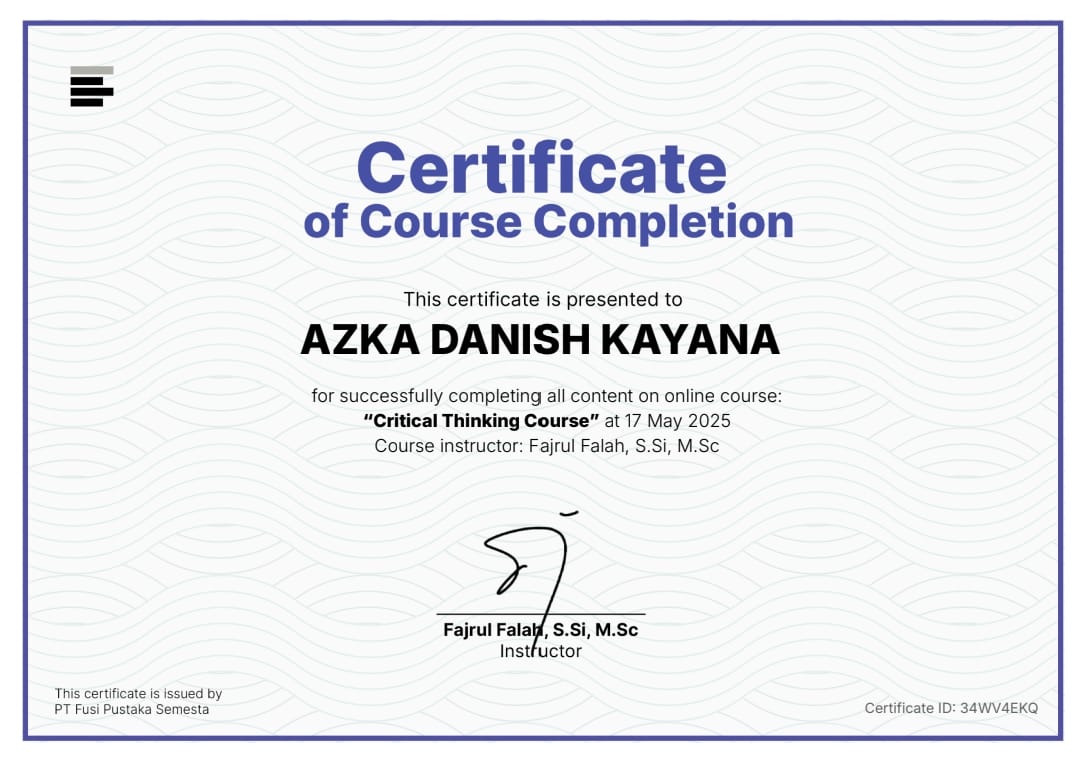 Certificate
of Course Completion
This certificate is presented to
AZKA DANISH KAYANA
for successfully completing all content on online course:
“Critical Thinking Course” at 17 May 2025
Course instructor: Fajrul Falah, S.Si, M.Sc
Fajrul Falah, S.Si, M.Sc
Instructor
This certificate is issued by
PT Fusi Pustaka Semesta
Certificate ID: 34WV4EKQ